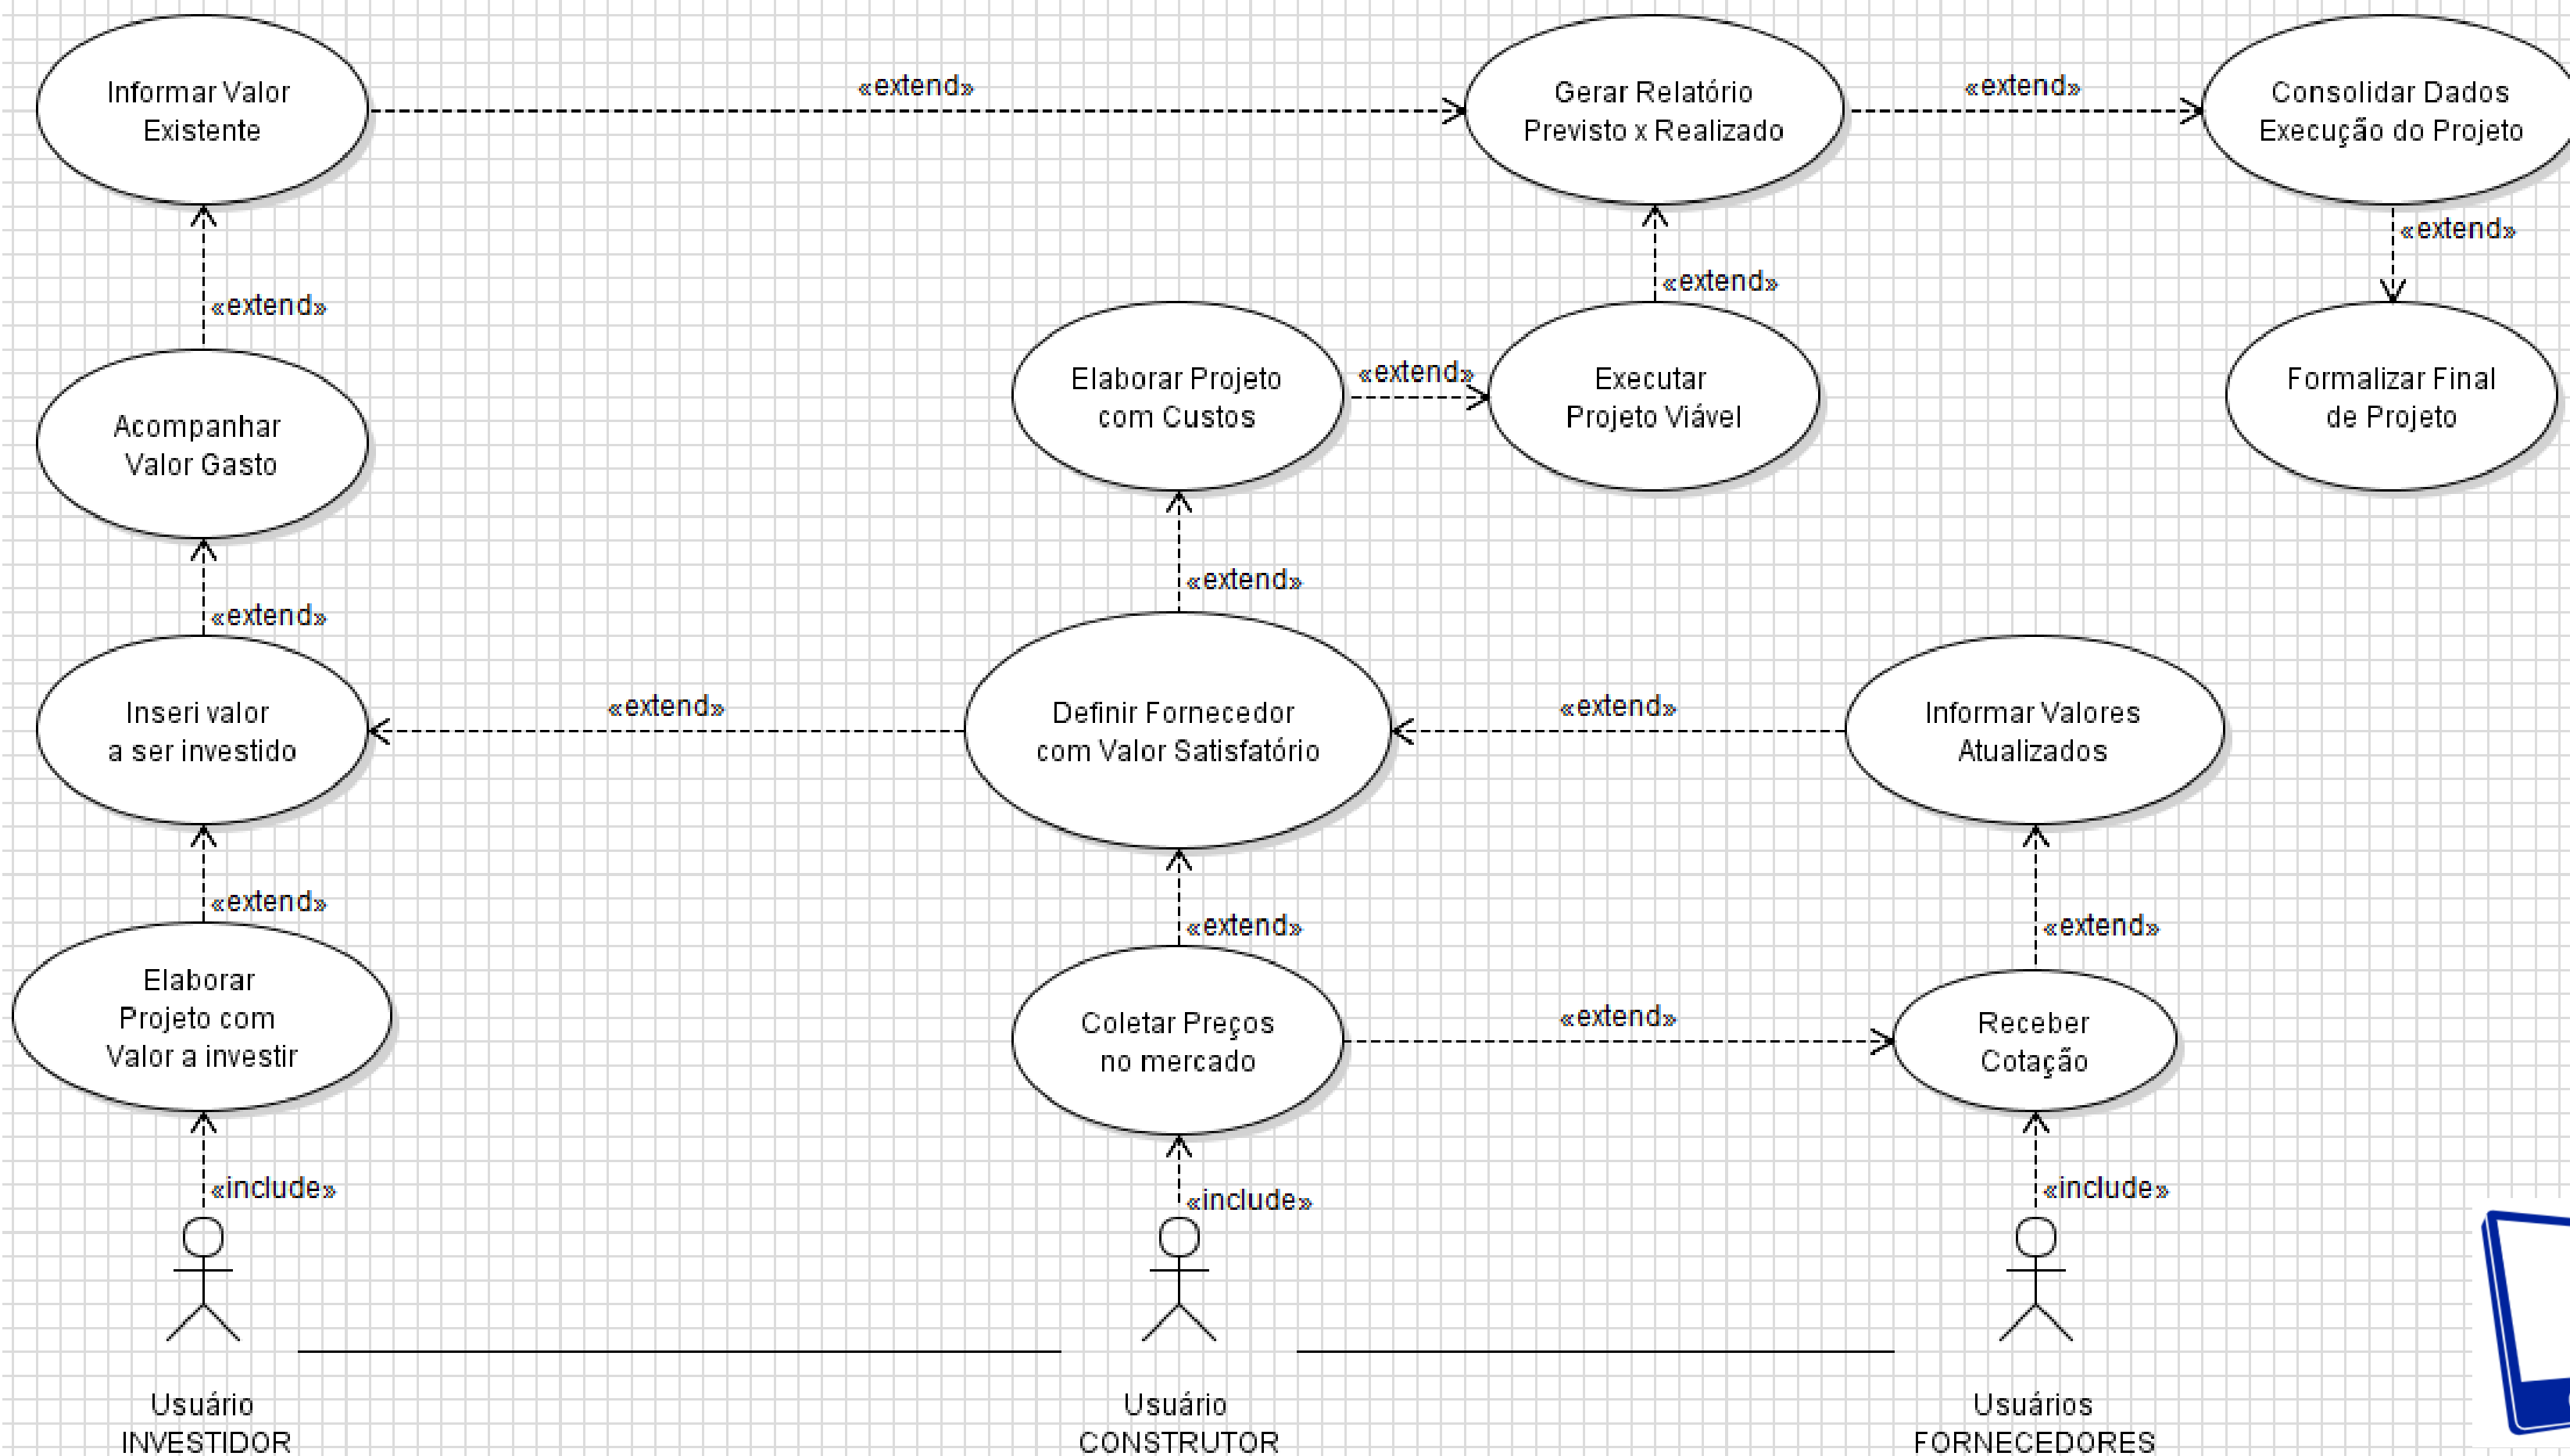 Informar Valor
Existente
«extend»
Gerar Relatório
Previsto x Realizado
«extend»
Consolidar Dados
Execução do Projeto
«extend»
«extend»
«extend»
Acompanhar
Valor Gasto
Elaborar Projeto
com Custos
«extend»
Executar
Projeto Viável
Formalizar Final
de Projeto
«extend»
«extend»
Inseri valor
a ser investido
«extend»
Definir Fornecedor
com Valor Satisfatório
«extend»
Informar Valores
Atualizados
«extend»
«extend»
«extend»
Elaborar
Projeto com
Valor a investir
Coletar Preços
no mercado
«extend»
Receber
Cotação
«include»
«include»
«include»
Usuário
INVESTIDOR
Usuário
CONSTRUTOR
Usuários
FORNECEDORES